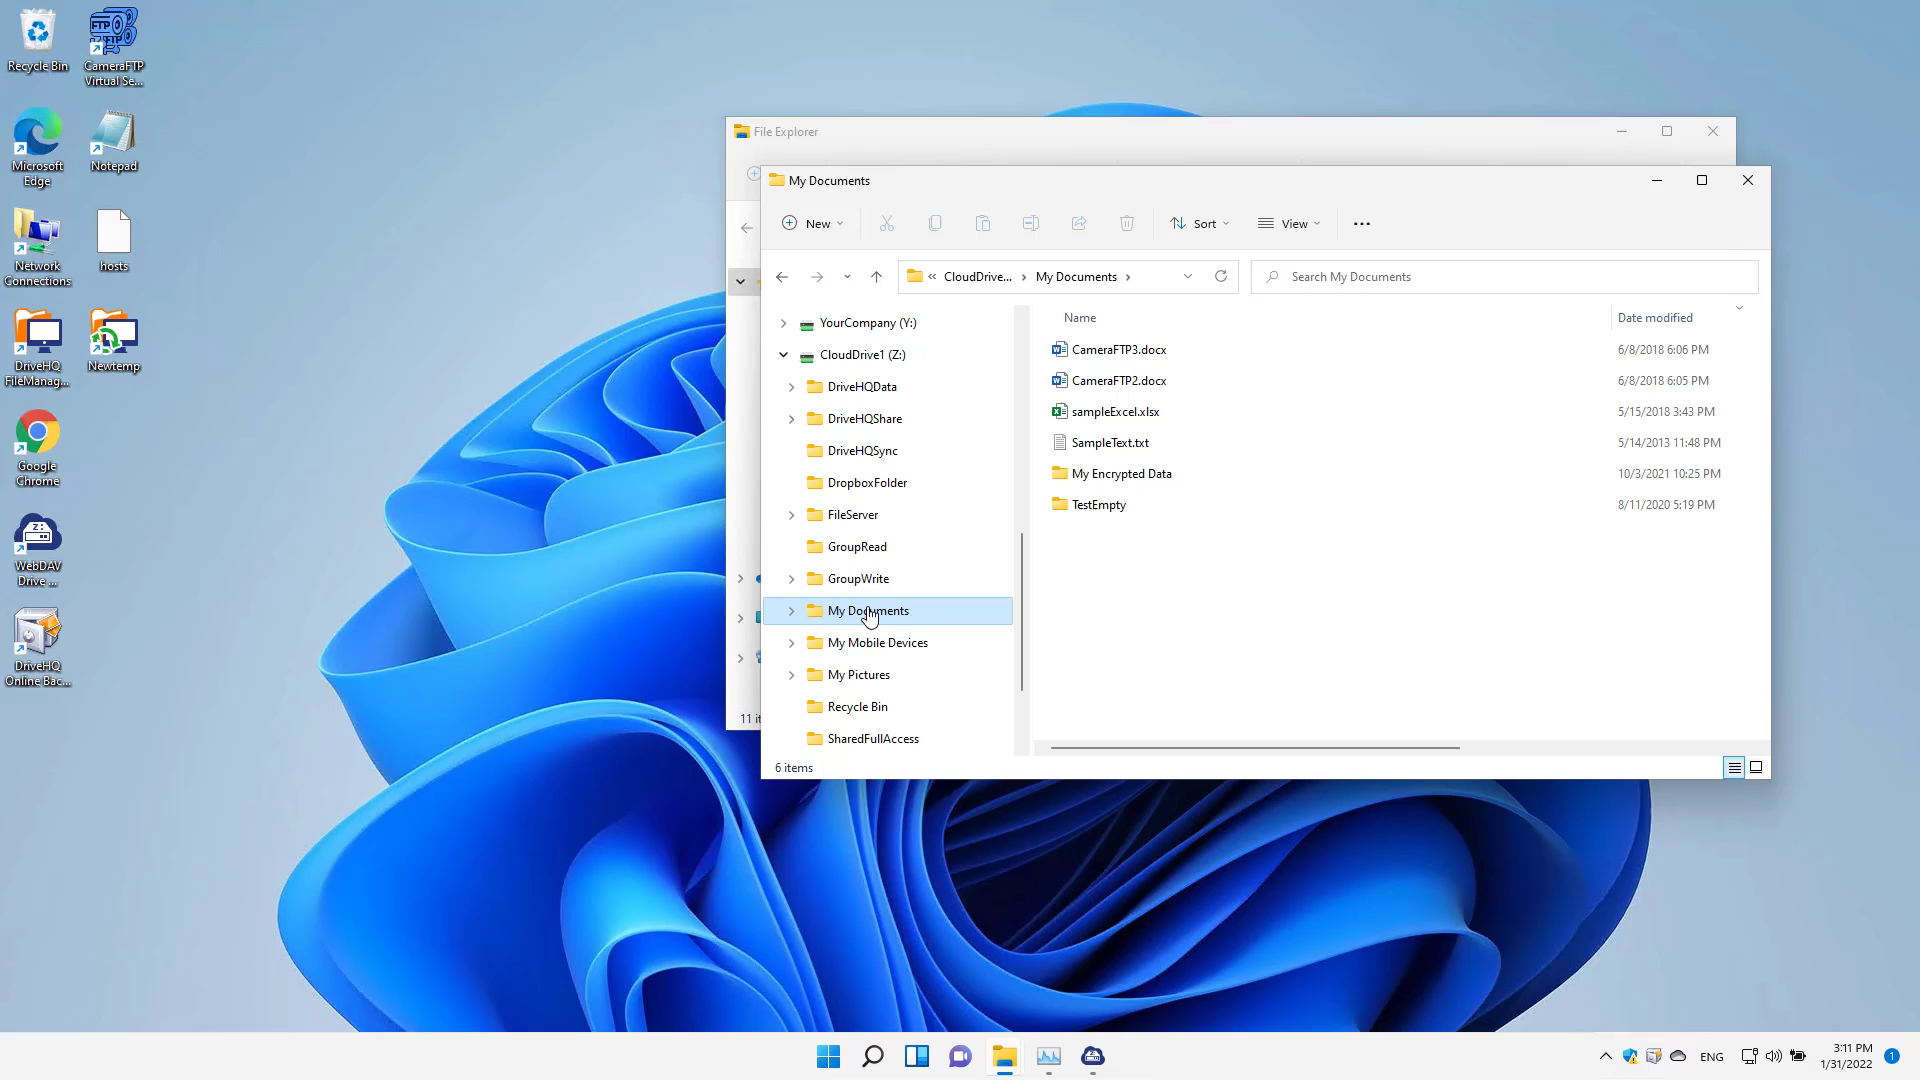 Recycle Bin
CameraFTP
Virtual Se...
Microsoft
Edge
Notepad
Network
Connections
hosts
DriveHQ
FileManag...
Newtemp
Google
Chrome
WebDAV
Drive ...
DriveHQ
Online Bac...
File Explorer
11 it
My Documents
New
Sort
View
« CloudDrive... › My Documents ›
Search My Documents
YourCompany (Y:)
CloudDrive1 (Z:)
DriveHQData
DriveHQShare
DriveHQSync
DropboxFolder
FileServer
GroupRead
GroupWrite
My Documents
My Mobile Devices
My Pictures
Recycle Bin
SharedFullAccess
Name Date modified
CameraFTP3.docx 6/8/2018 6:06 PM
CameraFTP2.docx 6/8/2018 6:05 PM
sampleExcel.xlsx 5/15/2018 3:43 PM
SampleText.txt 5/14/2013 11:48 PM
My Encrypted Data 10/3/2021 10:25 PM
TestEmpty 8/11/2020 5:19 PM
6 items
ENG
3:11 PM
1/31/2022
1